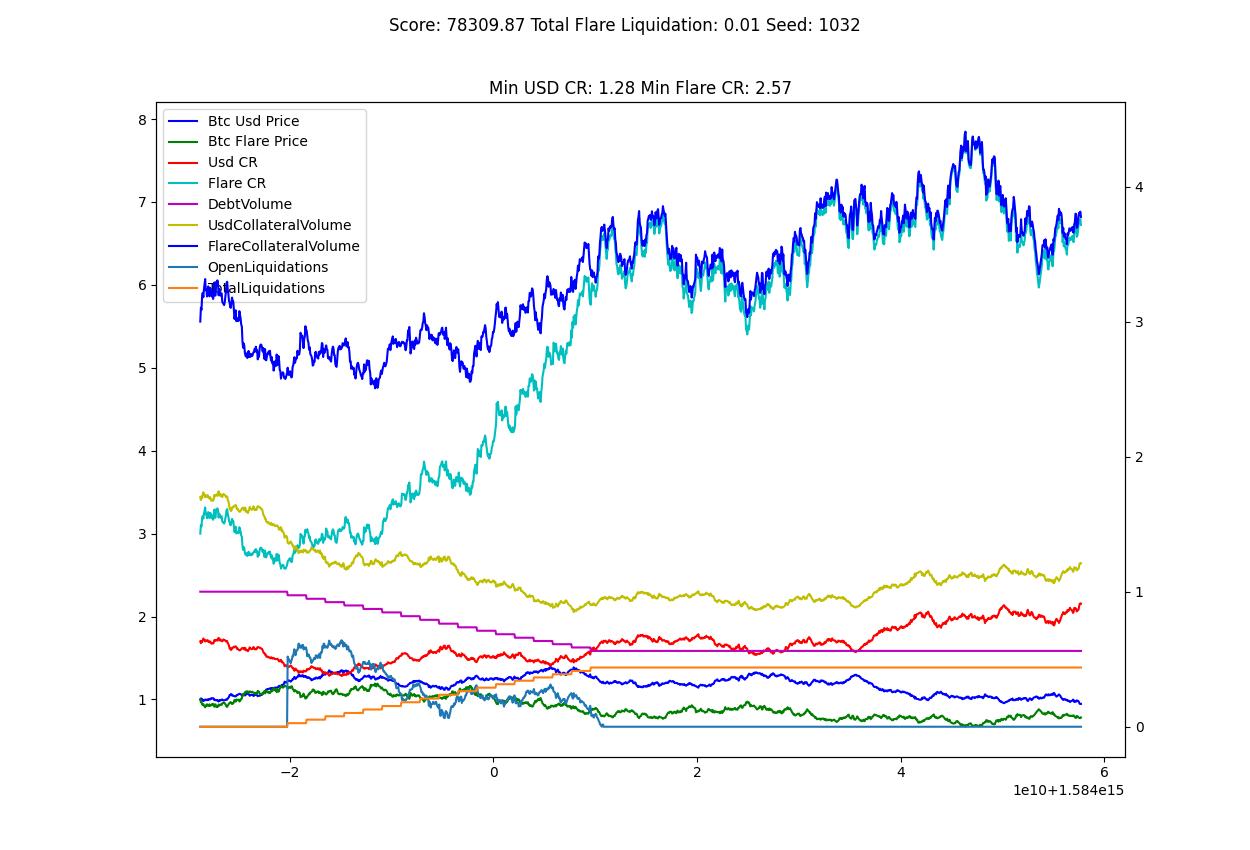 Score: 78309.87 Total Flare Liquidation: 0.01 Seed: 1032
Min USD CR: 1.28 Min Flare CR: 2.57
Btc Usd Price
Btc Flare Price
Usd CR
Flare CR
DebtVolume
UsdCollateralVolume
FlareCollateralVolume
OpenLiquidations
TotalLiquidations
8
7
6
5
4
3
2
1
4
3
2
1
0
−2
0
2
4
6
1e10+1.584e15